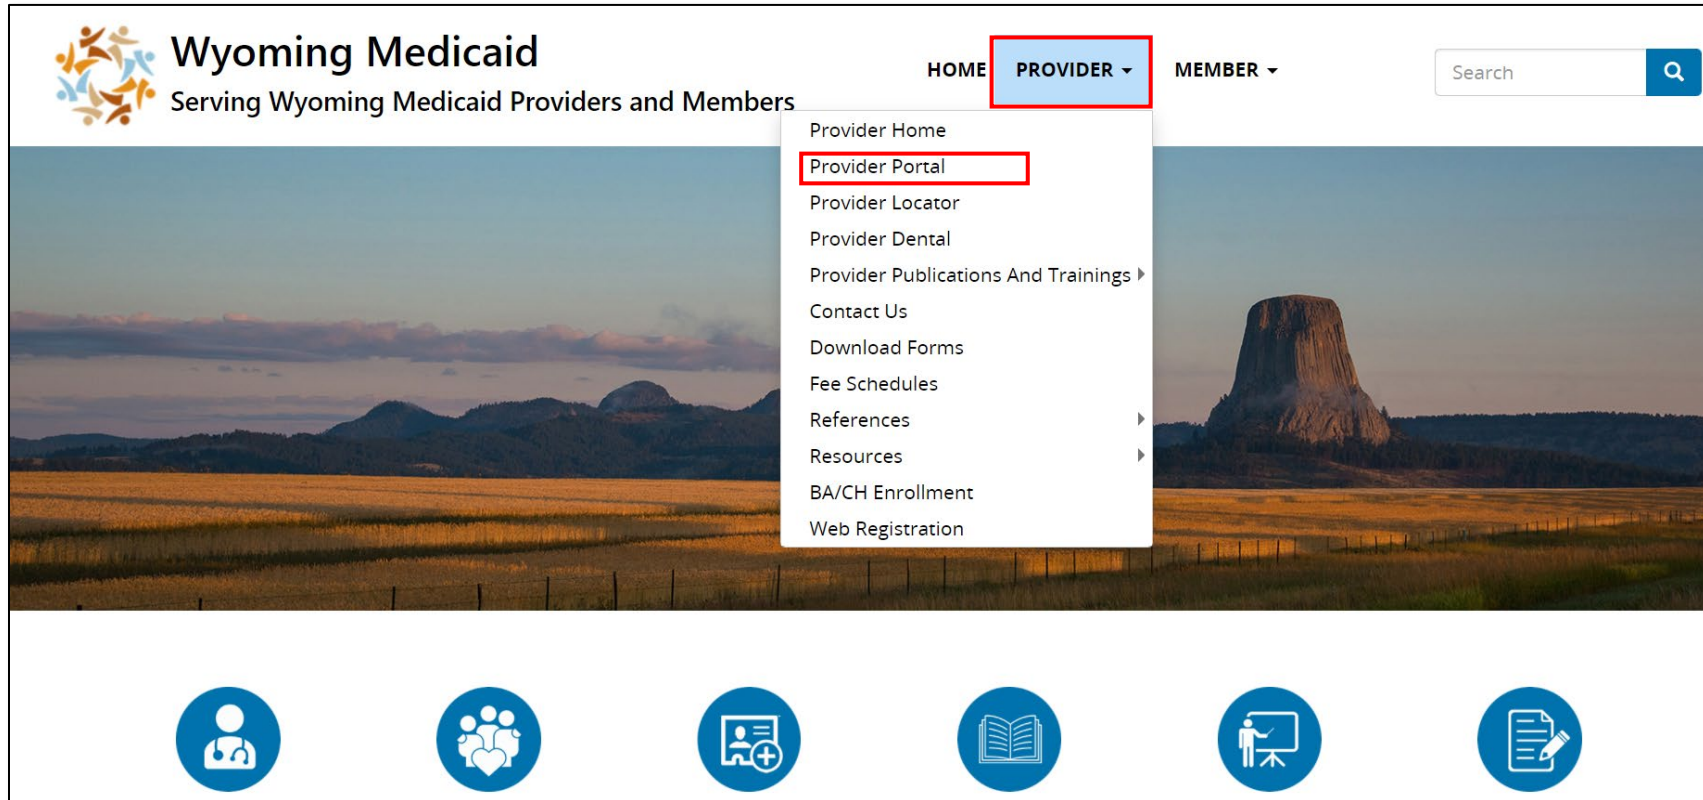 Wyoming Medicaid
Serving Wyoming Medicaid Providers and Members
HOME PROVIDER MEMBER Search
Provider Home
Provider Portal
Provider Locator
Provider Dental
Provider Publications And Trainings
Contact Us
Download Forms
Fee Schedules
References
Resources
BA/CH Enrollment
Web Registration